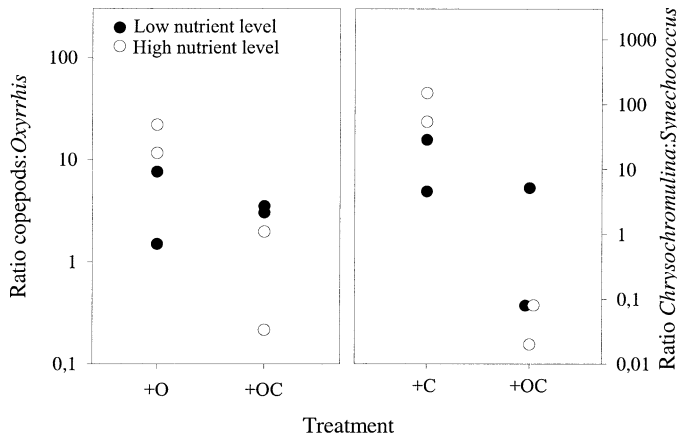 Low nutrient level
High nutrient level
100
10
1
0,1
Ratio copepods:Oxyrrhis
+O
+OC
1000
100
10
1
0,1
0,01
Ratio Chrysochromulina:Synechococcus
+C
+OC
Treatment